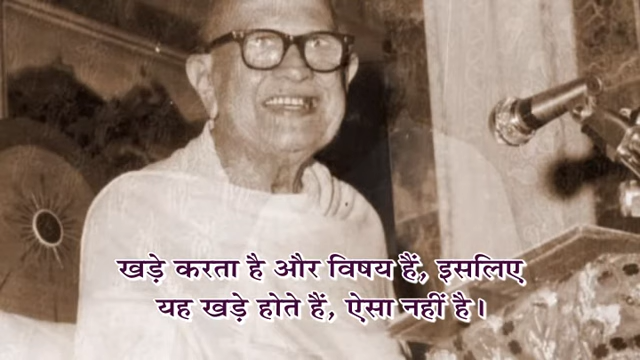 खड़े करता है और विषय हैं, इसलिए
यह खड़े होते हैं, ऐसा नहीं है।